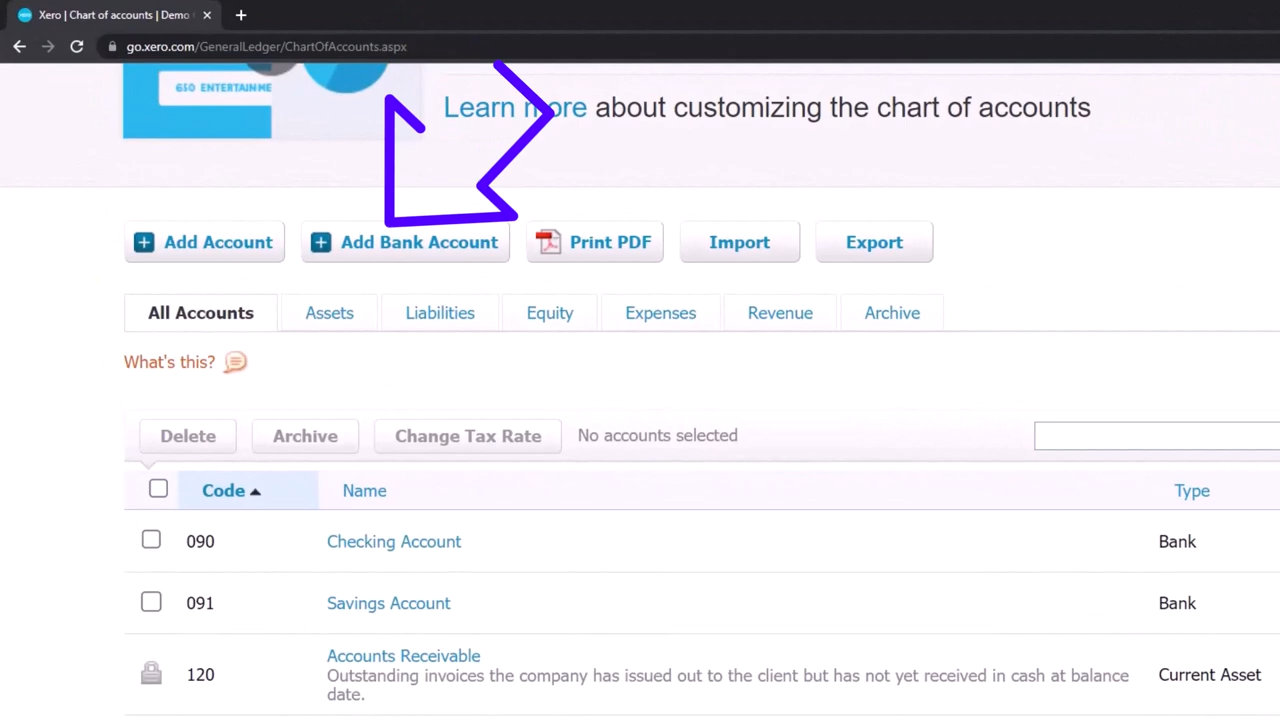 Xero | Chart of accounts | Demo
go.xero.com/GeneralLedger/ChartOfAccounts.aspx
Learn more about customizing the chart of accounts
Add Account
Add Bank Account
Print PDF
Import
Export
All Accounts
Assets
Liabilities
Equity
Expenses
Revenue
Archive
What's this?
Delete
Archive
Change Tax Rate
No accounts selected
Code
Name
Type
090
Checking Account
Bank
091
Savings Account
Bank
120
Accounts Receivable
Outstanding invoices the company has issued out to the client but has not yet received in cash at balance
date.
Current Asset